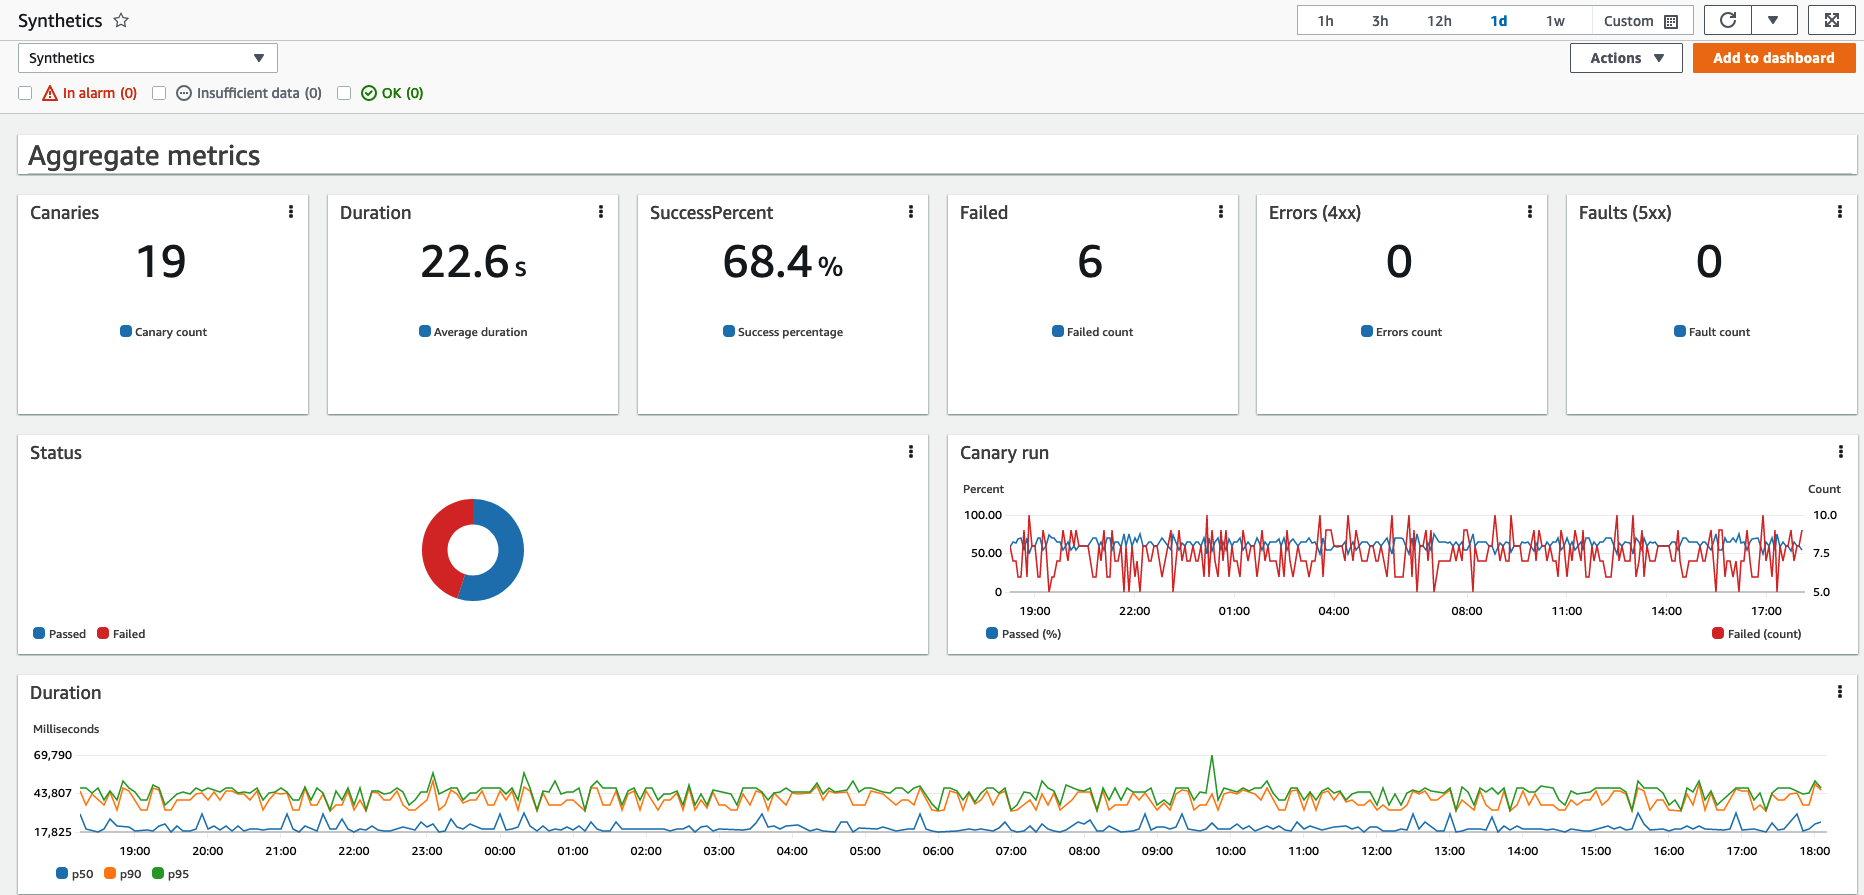 Synthetics
1h 3h 12h 1d 1w Custom
Synthetics
Actions
Add to dashboard
In alarm (0) Insufficient data (0) OK (0)
Aggregate metrics
Canaries
19
Canary count
Duration
22.6 s
Average duration
SuccessPercent
68.4 %
Success percentage
Failed
6
Failed count
Errors (4xx)
0
Errors count
Faults (5xx)
0
Fault count
Status
Passed Failed
Canary run
Percent Count
100.00 10.0
50.00 7.5
0 5.0
19:00 22:00 01:00 04:00 08:00 11:00 14:00 17:00
Passed (%) Failed (count)
Duration
Milliseconds
69,790
43,807
17,825
19:00 20:00 21:00 22:00 23:00 00:00 01:00 02:00 03:00 04:00 05:00 06:00 07:00 08:00 09:00 10:00 11:00 12:00 13:00 14:00 15:00 16:00 17:00 18:00
p50 p90 p95